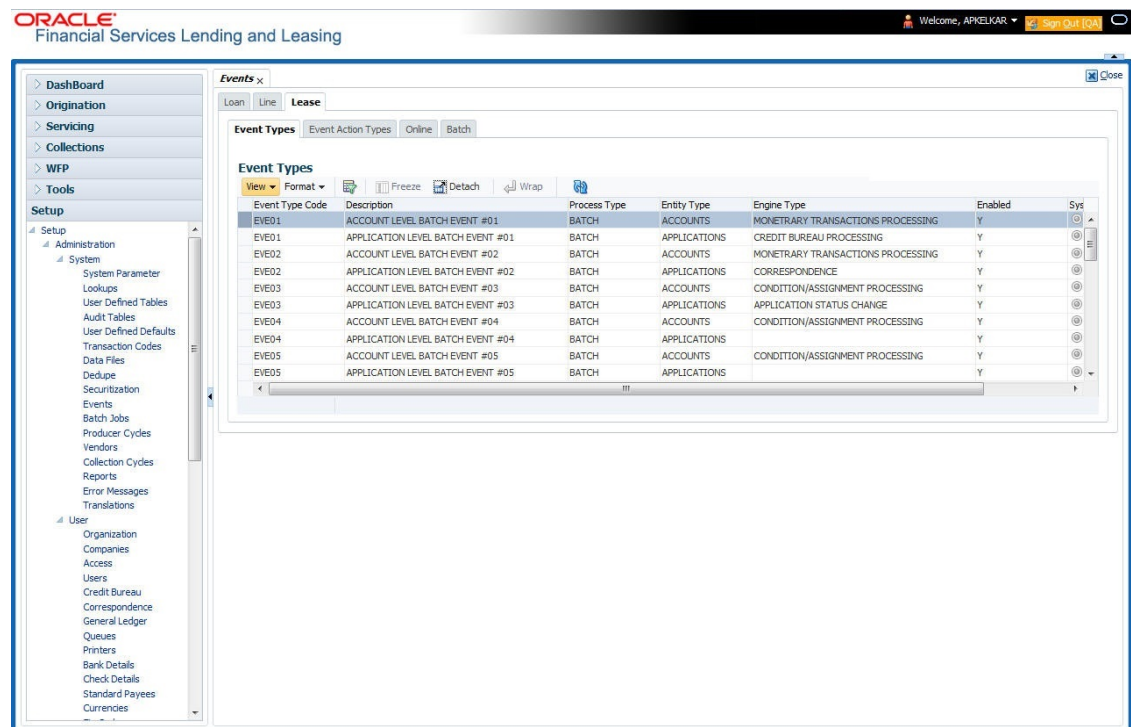 ORACLE
Financial Services Lending and Leasing
Welcome, APKELKAR
Sign Out [QA]
DashBoard
Origination
Servicing
Collections
WFP
Tools
Setup
Setup
Administration
System
System Parameter
Lookups
User Defined Tables
Audit Tables
User Defined Defaults
Transaction Codes
Data Files
Dedupe
Securitization
Events
Batch Jobs
Producer Cycles
Vendors
Collection Cycles
Reports
Error Messages
Translations
User
Organization
Companies
Access
Users
Credit Bureau
Correspondence
General Ledger
Queues
Printers
Bank Details
Check Details
Standard Payees
Currencies
Events x
Close
Loan Line Lease
Event Types Event Action Types Online Batch
Event Types
View Format Freeze Detach Wrap
Event Type Code Description Process Type Entity Type Engine Type Enabled Sys
EVE01 ACCOUNT LEVEL BATCH EVENT #01 BATCH ACCOUNTS MONETRARY TRANSACTIONS PROCESSING Y
EVE01 APPLICATION LEVEL BATCH EVENT #01 BATCH APPLICATIONS CREDIT BUREAU PROCESSING Y
EVE02 ACCOUNT LEVEL BATCH EVENT #02 BATCH ACCOUNTS MONETRARY TRANSACTIONS PROCESSING Y
EVE02 APPLICATION LEVEL BATCH EVENT #02 BATCH APPLICATIONS CORRESPONDENCE Y
EVE03 ACCOUNT LEVEL BATCH EVENT #03 BATCH ACCOUNTS CONDITION/ASSIGNMENT PROCESSING Y
EVE03 APPLICATION LEVEL BATCH EVENT #03 BATCH APPLICATIONS APPLICATION STATUS CHANGE Y
EVE04 ACCOUNT LEVEL BATCH EVENT #04 BATCH ACCOUNTS CONDITION/ASSIGNMENT PROCESSING Y
EVE04 APPLICATION LEVEL BATCH EVENT #04 BATCH APPLICATIONS Y
EVE05 ACCOUNT LEVEL BATCH EVENT #05 BATCH ACCOUNTS CONDITION/ASSIGNMENT PROCESSING Y
EVE05 APPLICATION LEVEL BATCH EVENT #05 BATCH APPLICATIONS Y